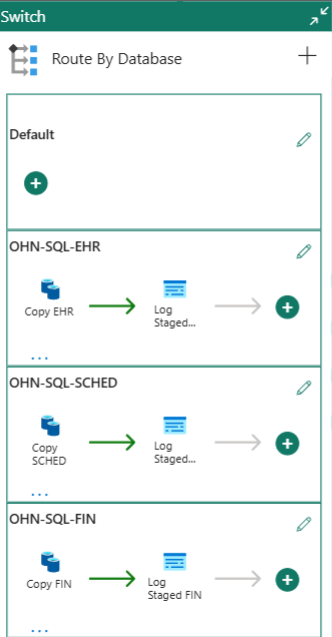 Switch
Route By Database
Default
OHN-SQL-EHR
Copy EHR
Log
Staged...
...
OHN-SQL-SCHED
Copy
SCHED
Log
Staged...
...
OHN-SQL-FIN
Copy FIN
Log
Staged FIN
...